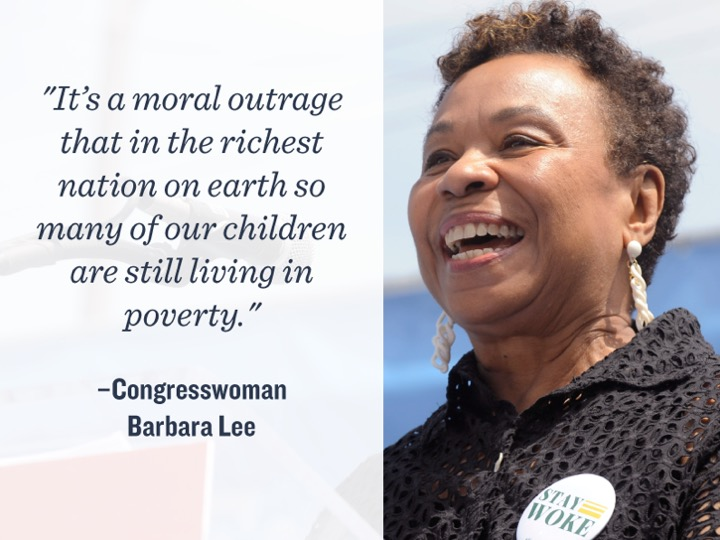 "It's a moral outrage
that in the richest
nation on earth so
many of our children
are still living in
poverty."
–Congresswoman
Barbara Lee
STAY
WOKE